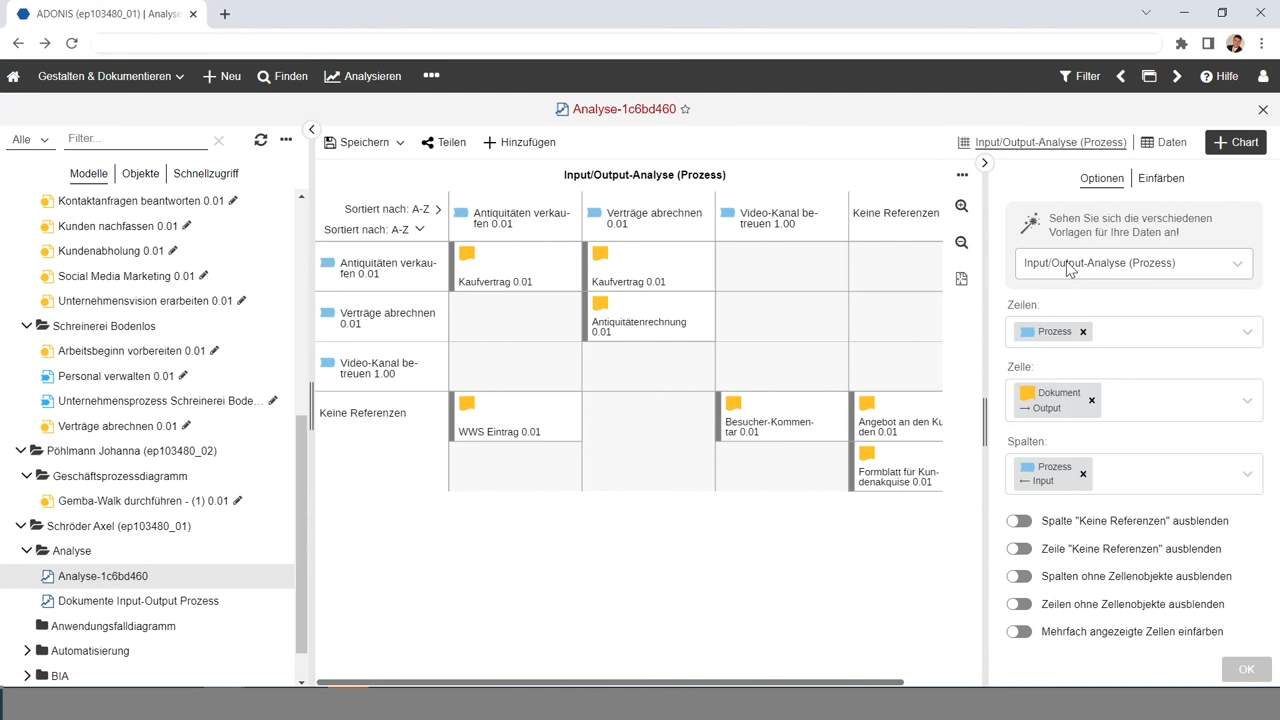 ADONIS (ep103480_01) | Analyse
Gestalten & Dokumentieren
Neu
Finden
Analysieren
Filter
Hilfe
Analyse-1c6bd460
Alle
Filter...
Speichern
Teilen
Hinzufügen
Input/Output-Analyse (Prozess)
Daten
Chart
Modelle
Objekte
Schnellzugriff
Kontaktanfragen beantworten 0.01
Kunden nachfassen 0.01
Kundenabholung 0.01
Social Media Marketing 0.01
Unternehmensvision erarbeiten 0.01
Schreinerei Bodenlos
Arbeitsbeginn vorbereiten 0.01
Personal verwalten 0.01
Unternehmensprozess Schreinerei Bode...
Verträge abrechnen 0.01
Pöhlmann Johanna (ep103480_02)
Geschäftsprozessdiagramm
Gemba-Walk durchführen - (1) 0.01
Schröder Axel (ep103480_01)
Analyse
Analyse-1c6bd460
Dokumente Input-Output Prozess
Anwendungsfalldiagramm
Automatisierung
BIA
Input/Output-Analyse (Prozess)
Sortiert nach: A-Z
Sortiert nach: A-Z
Antiquitäten verkau-
fen 0.01
Verträge abrechnen
0.01
Video-Kanal be-
treuen 1.00
Keine Referenzen
Antiquitäten verkau-
fen 0.01
Kaufvertrag 0.01
Kaufvertrag 0.01
Verträge abrechnen
0.01
Antiquitätenrechnung
0.01
Video-Kanal be-
treuen 1.00
Keine Referenzen
WWS Eintrag 0.01
Besucher-Kommen-
tar 0.01
Angebot an den Ku
den 0.01
Formblatt für Kun-
denakquise 0.01
Optionen
Einfärben
Sehen Sie sich die verschiedenen
Vorlagen für Ihre Daten an!
Input/Output-Analyse (Prozess)
Zeilen:
Prozess
Zelle:
Dokument
Output
Spalten:
Prozess
Input
Spalte "Keine Referenzen" ausblenden
Zeile "Keine Referenzen" ausblenden
Spalten ohne Zellenobjekte ausblenden
Zeilen ohne Zellenobjekte ausblenden
Mehrfach angezeigte Zellen einfärben
OK